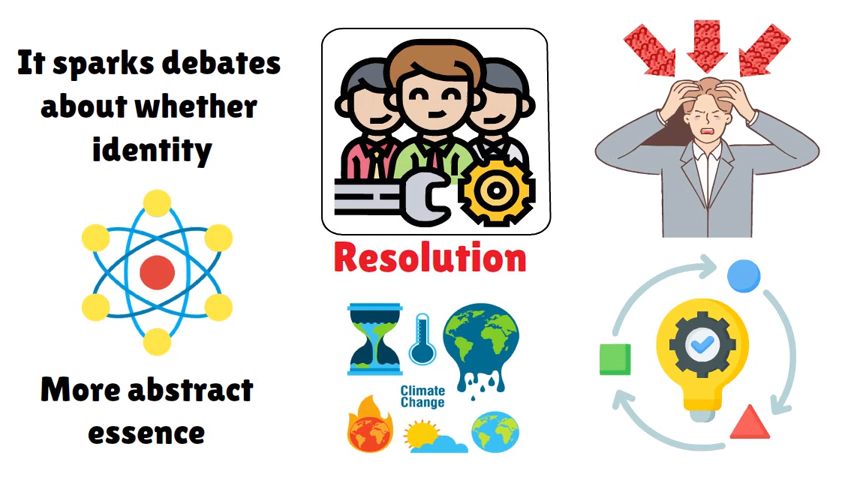 It sparks debates
about whether
identity
More abstract
essence
Resolution
Climate
Change